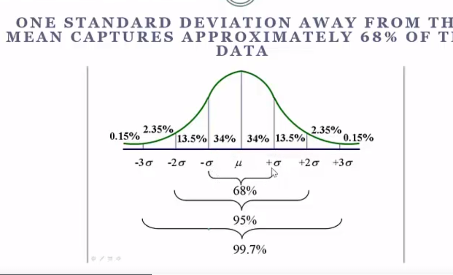 ONE STANDARD DEVIATION AWAY FROM TH
MEAN CAPTURES APPROXIMATELY 68% OF T
DATA
0.15% 2.35% 13.5% 34% 34% 13.5% 2.35% 0.15%
-3σ -2σ -σ μ +σ +2σ +3σ
68%
95%
99.7%